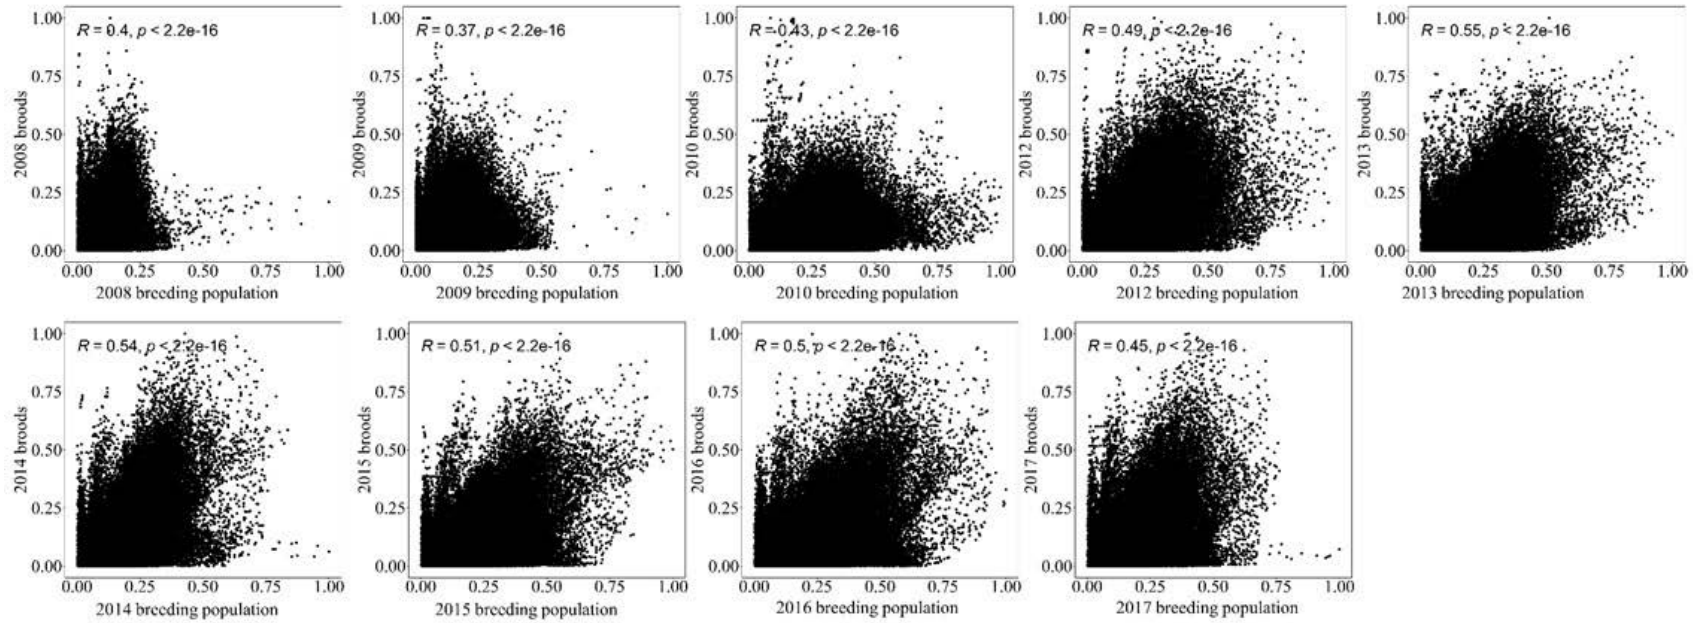 R = 0.4, p < 2.2e-16
1.00
0.75
0.50
0.25
0.00
2008 broods
0.00 0.25 0.50 0.75 1.00
2008 breeding population
R = 0.37, p < 2.2e-16
1.00
0.75
0.50
0.25
0.00
2009 broods
0.00 0.25 0.50 0.75 1.00
2009 breeding population
R = 0.43, p < 2.2e-16
1.00
0.75
0.50
0.25
0.00
2010 broods
0.00 0.25 0.50 0.75 1.00
2010 breeding population
R = 0.49, p < 2.2e-16
1.00
0.75
0.50
0.25
0.00
2012 broods
0.00 0.25 0.50 0.75 1.00
2012 breeding population
R = 0.55, p < 2.2e-16
1.00
0.75
0.50
0.25
0.00
2013 broods
0.00 0.25 0.50 0.75 1.00
2013 breeding population
R = 0.54, p < 2.2e-16
1.00
0.75
0.50
0.25
0.00
2014 broods
0.00 0.25 0.50 0.75 1.00
2014 breeding population
R = 0.51, p < 2.2e-16
1.00
0.75
0.50
0.25
0.00
2015 broods
0.00 0.25 0.50 0.75 1.00
2015 breeding population
R = 0.5, p < 2.2e-16
1.00
0.75
0.50
0.25
0.00
2016 broods
0.00 0.25 0.50 0.75 1.00
2016 breeding population
R = 0.45, p < 2.2e-16
1.00
0.75
0.50
0.25
0.00
2017 broods
0.00 0.25 0.50 0.75 1.00
2017 breeding population